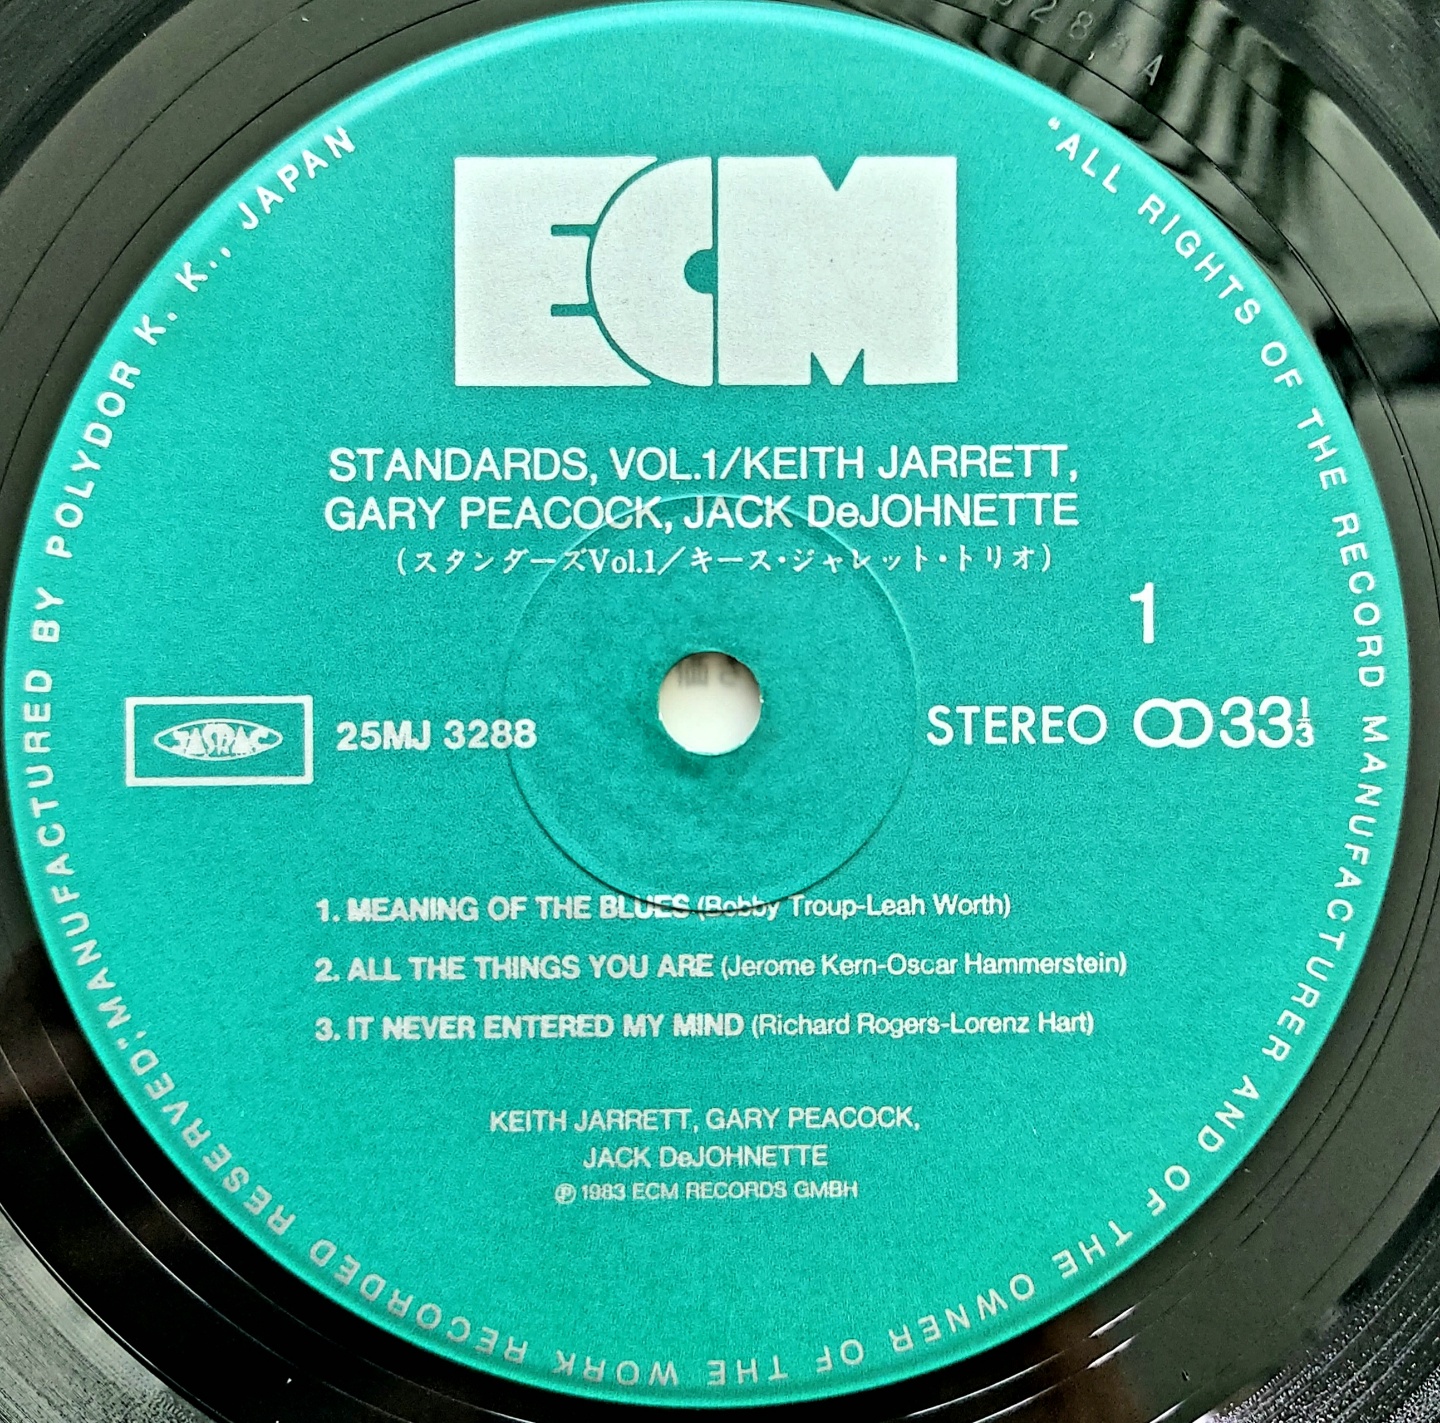 ECM
STANDARDS, VOL.1/KEITH JARRETT,
GARY PEACOCK, JACK DeJOHNETTE
(スタンダーズVol.1／キース・ジャレット・トリオ)
1
JASRAC
25MJ 3288
STEREO 33 1/3
1. MEANING OF THE BLUES (Bobby Troup-Leah Worth)
2. ALL THE THINGS YOU ARE (Jerome Kern-Oscar Hammerstein)
3. IT NEVER ENTERED MY MIND (Richard Rogers-Lorenz Hart)
KEITH JARRETT, GARY PEACOCK,
JACK DeJOHNETTE
℗ 1983 ECM RECORDS GMBH
"ALL RIGHTS OF THE RECORD MANUFACTURER AND OF THE OWNER OF THE WORK RECORDED RESERVED," MANUFACTURED BY POLYDOR K. K., JAPAN